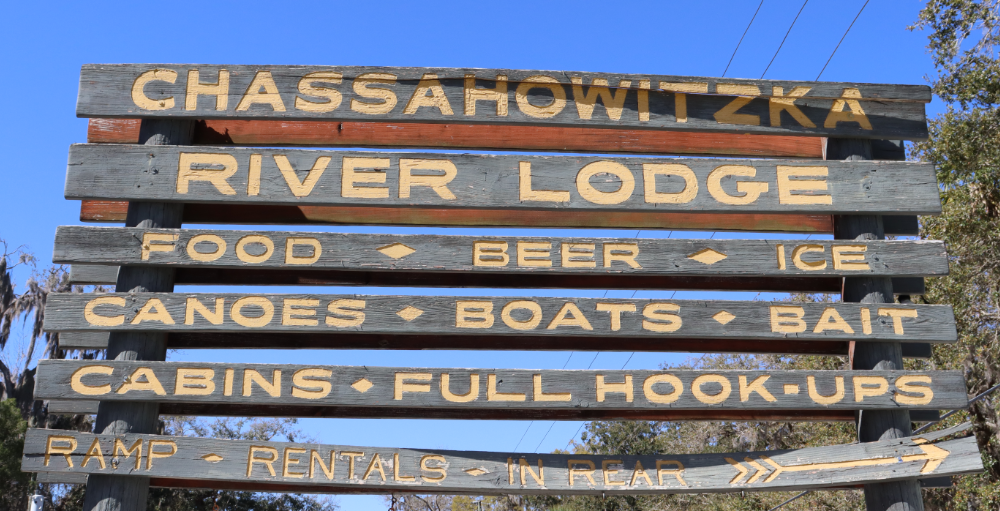 CHASSAHOWITZKA
RIVER LODGE
FOOD ◆ BEER ◆ ICE
CANOES ◆ BOATS ◆ BAIT
CABINS ◆ FULL HOOK-UPS
RAMP ◆ RENTALS ◆ IN REAR